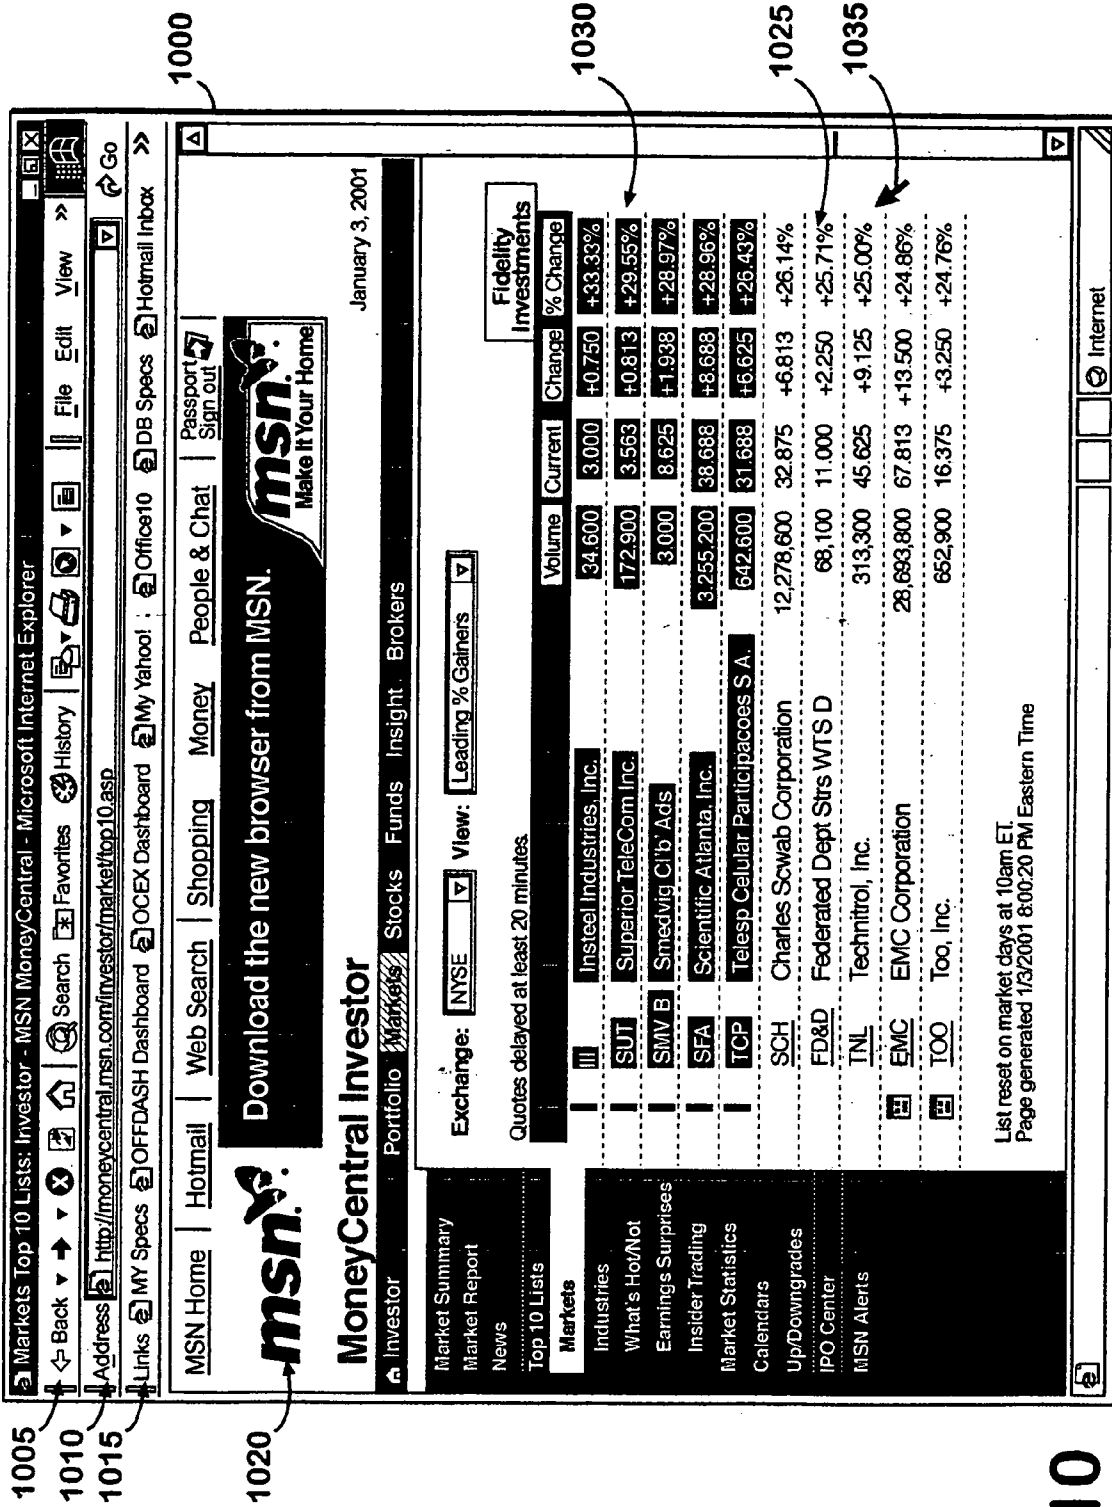 1000
1005
Markets Top 10 Lists: Investor - MSN MoneyCentral - Microsoft Internet Explorer
Back Search Favorites History File Edit View »
1010
Address http://moneycentral.msn.com/investor/market/top10.asp Go
1015
Links MY Specs OFFDASH Dashboard OCEX Dashboard My Yahoo! ; Office10 DB Specs Hotmail Inbox »
MSN Home | Hotmail | Web Search | Shopping | Money | People & Chat | Passport Sign out
1020
msn. Download the new browser from MSN. msn. Make It Your Home
MoneyCentral Investor January 3, 2001
Investor Portfolio Markets Stocks Funds Insight Brokers
Market Summary
Market Report
News
Top 10 Lists
Markets
Industries
What's Hot/Not
Earnings Surprises
Insider Trading
Market Statistics
Calendars
Up/Downgrades
IPO Center
MSN Alerts
Exchange: NYSE View: Leading % Gainers
Fidelity Investments
Quotes delayed at least 20 minutes.
Volume Current Change % Change
III Insteel Industries, Inc. 34.600 3.000 +0.750 +33.33%
SUT Superior TeleCom Inc. 172.900 3.563 +0.813 +29.55%
SMV B Smedvig Cl'b' Ads 3.000 8.625 +1.938 +28.97%
SFA Scientific Atlanta, Inc. 3.255.200 38.688 +8.688 +28.96%
TCP Telesp Celular Participacoes S A. 642.600 31.688 +6.625 +26.43%
SCH Charles Scwab Corporation 12,278,600 32.875 +6.813 +26.14%
FD&D Federated Dept Strs WTS D 68,100 11.000 +2.250 +25.71%
TNL Technitrol, Inc. 313,300 45.625 +9.125 +25.00%
EMC EMC Corporation 28,693,800 67.813 +13.500 +24.86%
TOO Too, Inc. 652,900 16.375 +3.250 +24.76%
1030
1025
1035
List reset on market days at 10am ET.
Page generated 1/3/2001 8:00:20 PM Eastern Time
Internet
10